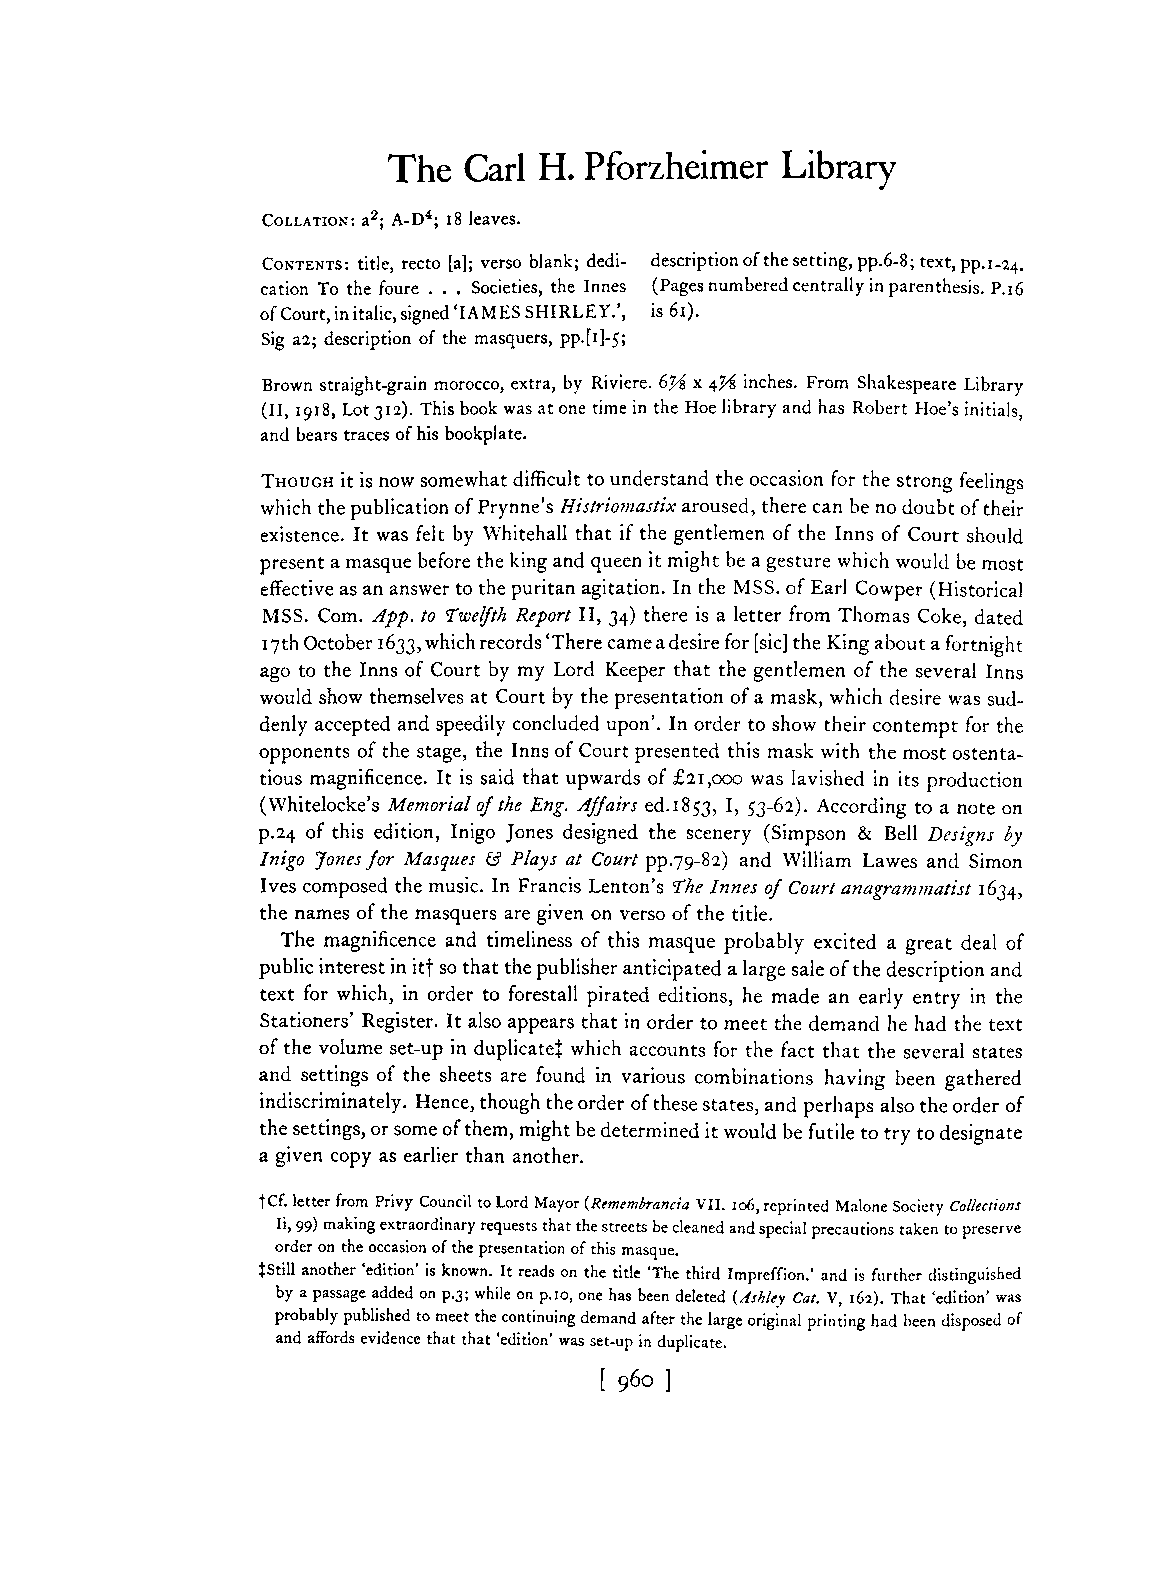 The Carl H. Pforzheimer Library
COLLATION: a²; A-D⁴; 18 leaves.
CONTENTS: title, recto [a]; verso blank; dedi-
cation To the foure . . . Societies, the Innes
of Court, in italic, signed ‘IAMES SHIRLEY.’,
Sig a2; description of the masquers, pp.[1]-5;
description of the setting, pp.6-8; text, pp.1-24.
(Pages numbered centrally in parenthesis. P.16
is 61).
Brown straight-grain morocco, extra, by Riviere. 6⅞ x 4⅞ inches. From Shakespeare Library
(II, 1918, Lot 312). This book was at one time in the Hoe library and has Robert Hoe's initials,
and bears traces of his bookplate.
THOUGH it is now somewhat difficult to understand the occasion for the strong feelings
which the publication of Prynne's Histriomastix aroused, there can be no doubt of their
existence. It was felt by Whitehall that if the gentlemen of the Inns of Court should
present a masque before the king and queen it might be a gesture which would be most
effective as an answer to the puritan agitation. In the MSS. of Earl Cowper (Historical
MSS. Com. App. to Twelfth Report II, 34) there is a letter from Thomas Coke, dated
17th October 1633, which records ‘There came a desire for [sic] the King about a fortnight
ago to the Inns of Court by my Lord Keeper that the gentlemen of the several Inns
would show themselves at Court by the presentation of a mask, which desire was sud-
denly accepted and speedily concluded upon’. In order to show their contempt for the
opponents of the stage, the Inns of Court presented this mask with the most ostenta-
tious magnificence. It is said that upwards of £21,000 was lavished in its production
(Whitelocke's Memorial of the Eng. Affairs ed.1853, I, 53-62). According to a note on
p.24 of this edition, Inigo Jones designed the scenery (Simpson & Bell Designs by
Inigo Jones for Masques & Plays at Court pp.79-82) and William Lawes and Simon
Ives composed the music. In Francis Lenton's The Innes of Court anagrammatist 1634,
the names of the masquers are given on verso of the title.
The magnificence and timeliness of this masque probably excited a great deal of
public interest in it† so that the publisher anticipated a large sale of the description and
text for which, in order to forestall pirated editions, he made an early entry in the
Stationers' Register. It also appears that in order to meet the demand he had the text
of the volume set-up in duplicate‡ which accounts for the fact that the several states
and settings of the sheets are found in various combinations having been gathered
indiscriminately. Hence, though the order of these states, and perhaps also the order of
the settings, or some of them, might be determined it would be futile to try to designate
a given copy as earlier than another.
†Cf. letter from Privy Council to Lord Mayor (Remembrancia VII. 106, reprinted Malone Society Collections
Ii, 99) making extraordinary requests that the streets be cleaned and special precautions taken to preserve
order on the occasion of the presentation of this masque.
‡Still another ‘edition’ is known. It reads on the title ‘The third Impreſſion.’ and is further distinguished
by a passage added on p.3; while on p.10, one has been deleted (Ashley Cat. V, 162). That ‘edition’ was
probably published to meet the continuing demand after the large original printing had been disposed of
and affords evidence that that ‘edition’ was set-up in duplicate.
[ 960 ]